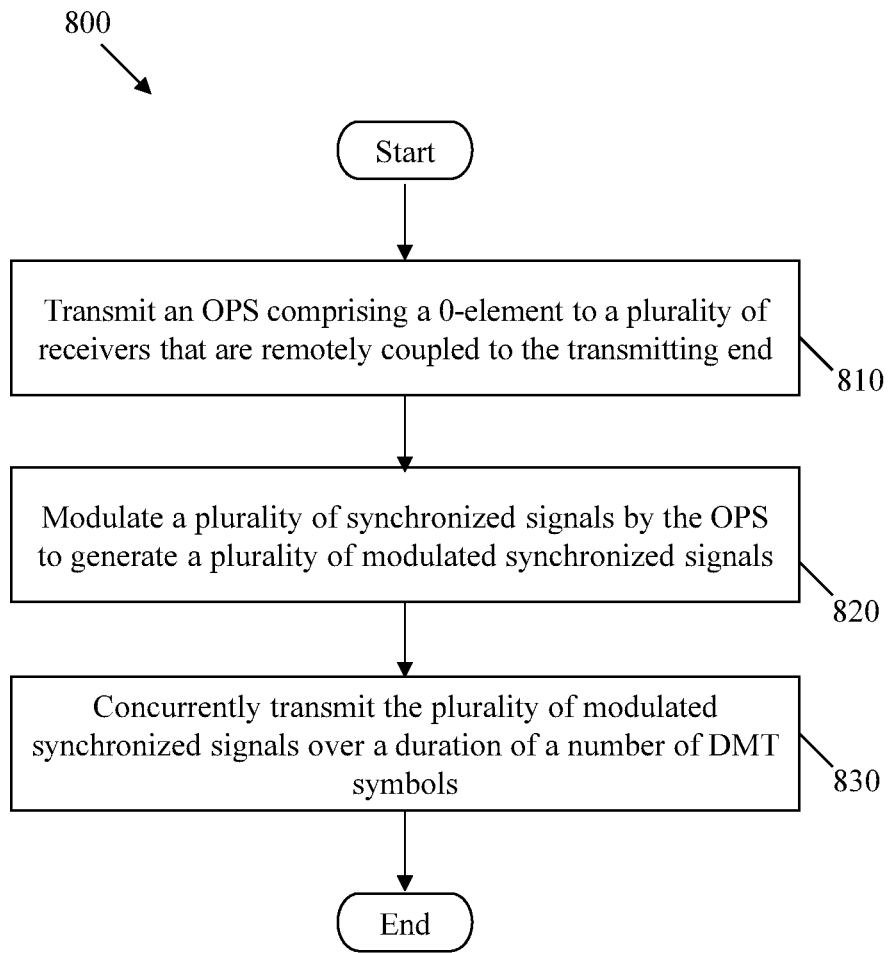 800
Start
Transmit an OPS comprising a 0-element to a plurality of
receivers that are remotely coupled to the transmitting end
810
Modulate a plurality of synchronized signals by the OPS
to generate a plurality of modulated synchronized signals
820
Concurrently transmit the plurality of modulated
synchronized signals over a duration of a number of DMT
symbols
830
End